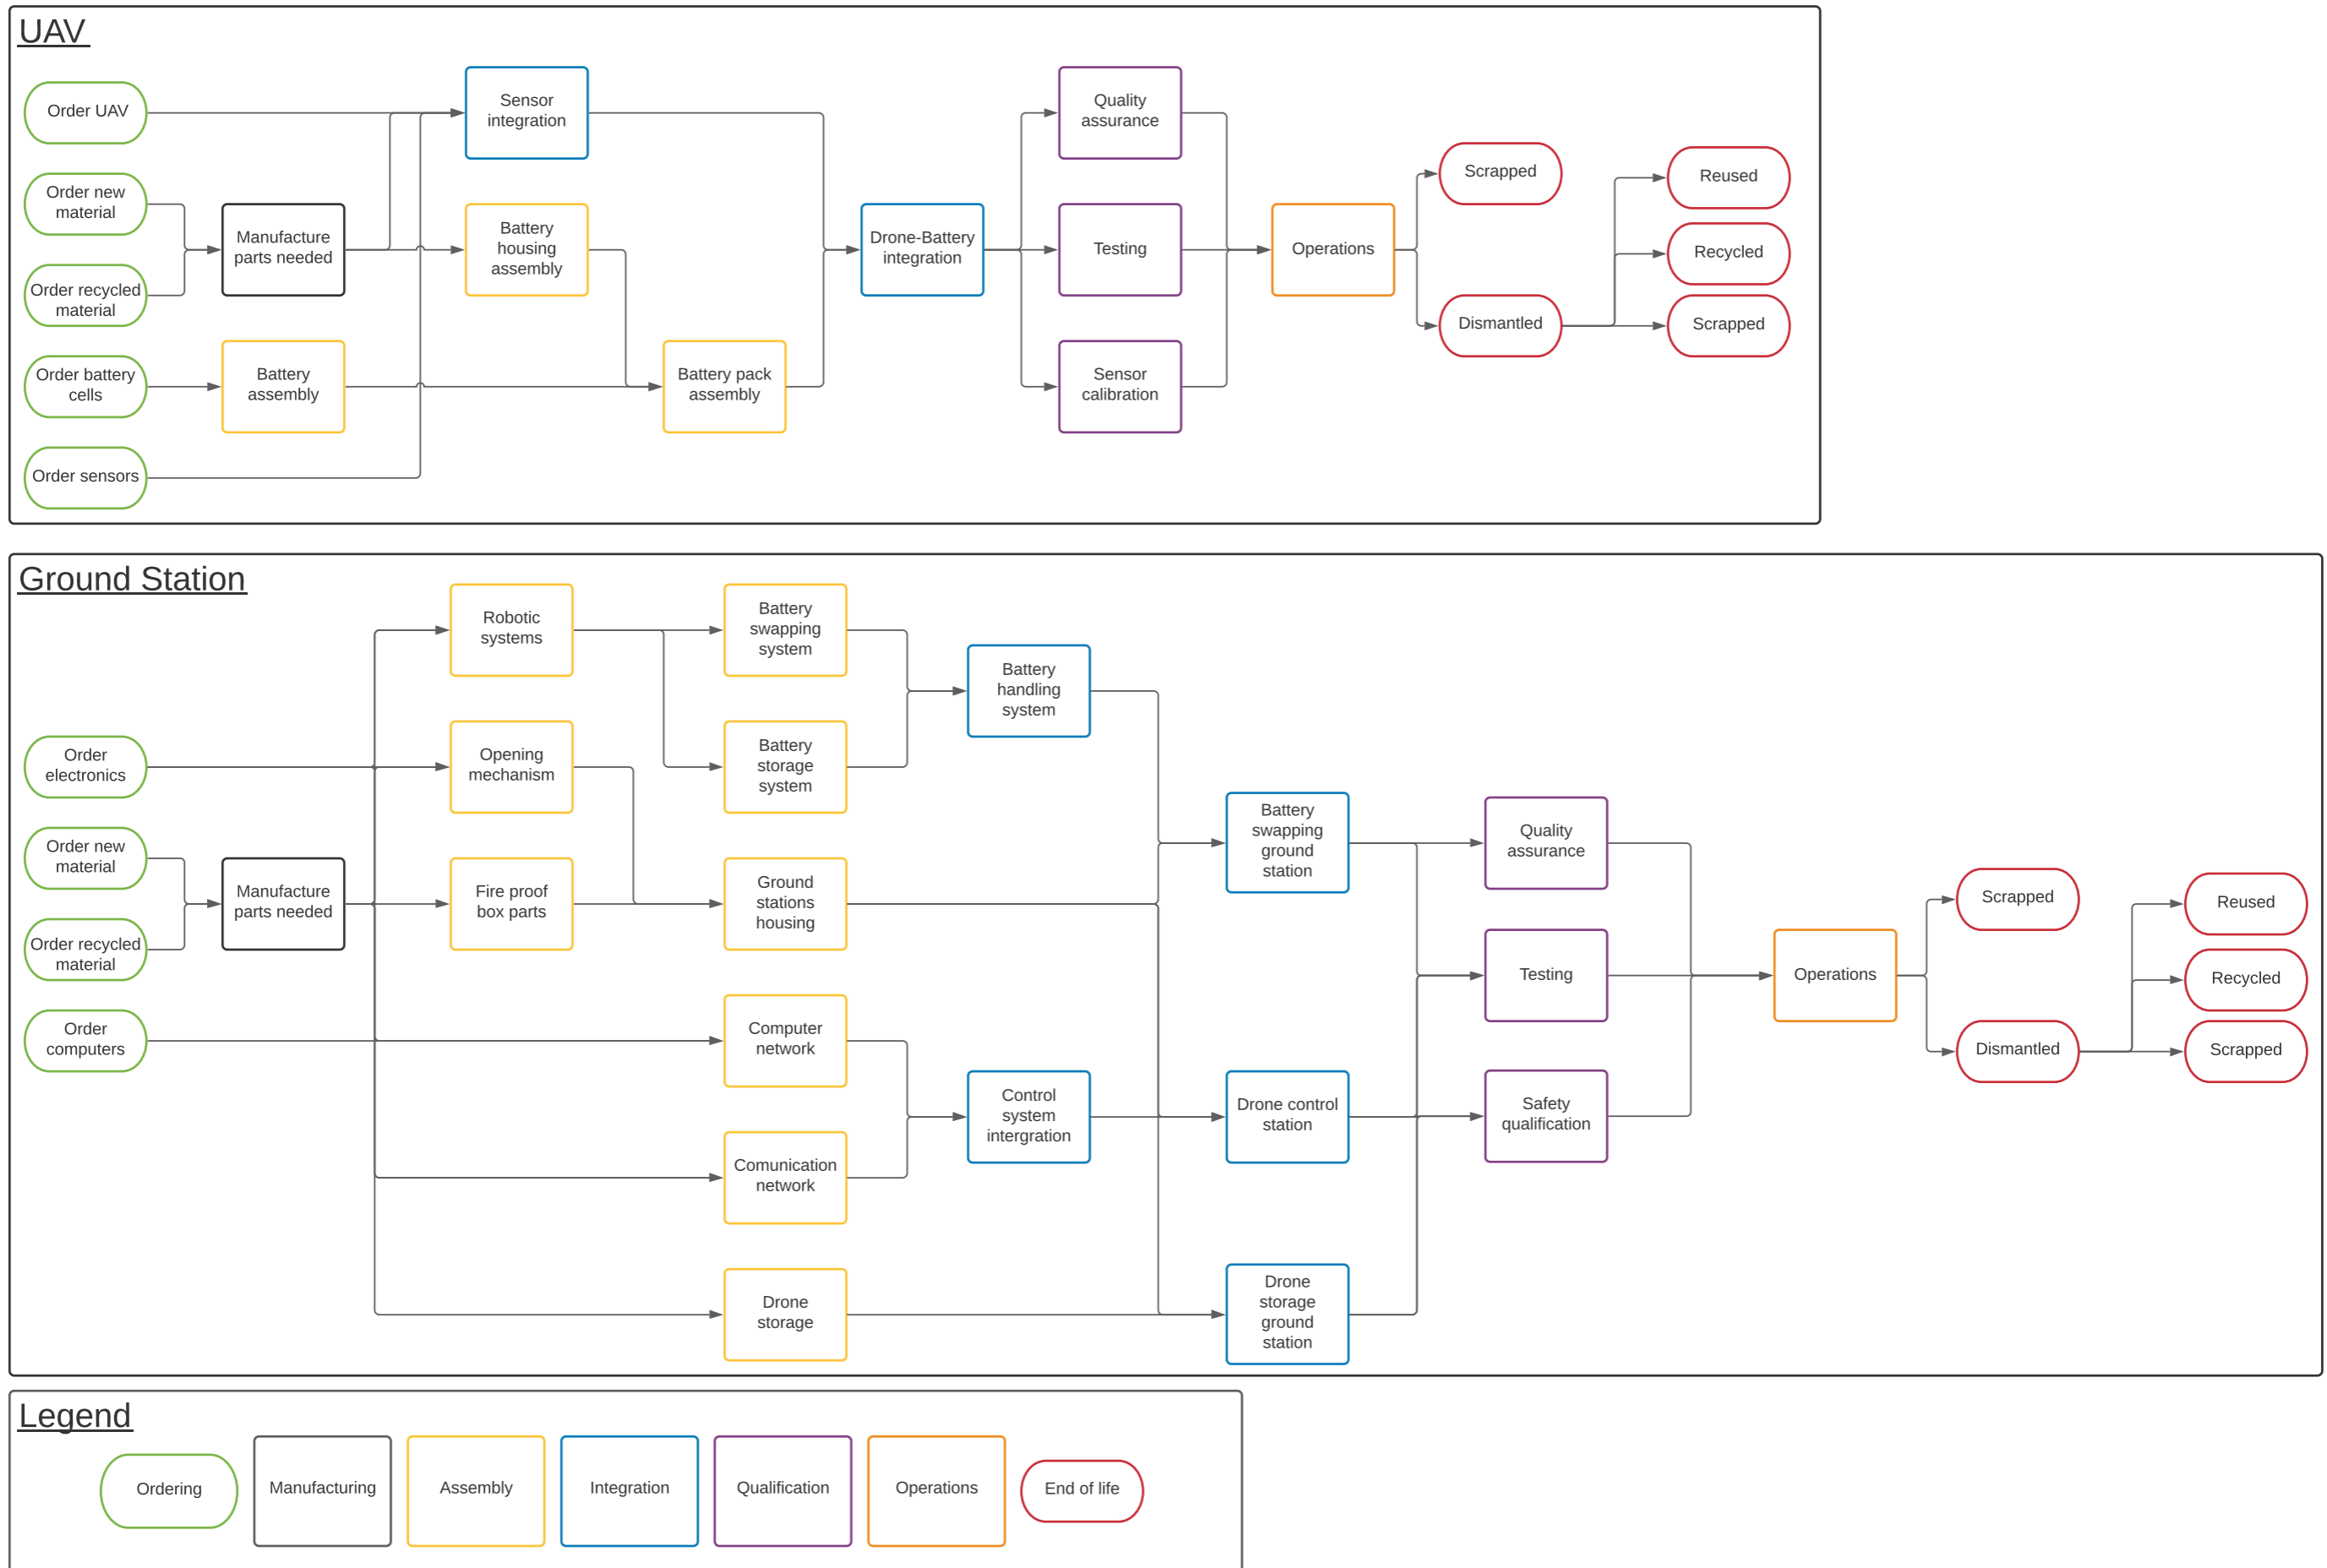 UAV
Order UAV
Order new
material
Order recycled
material
Order battery
cells
Order sensors
Manufacture
parts needed
Battery
assembly
Sensor
integration
Battery
housing
assembly
Battery pack
assembly
Drone-Battery
integration
Quality
assurance
Testing
Sensor
calibration
Operations
Scrapped
Dismantled
Reused
Recycled
Scrapped
Ground Station
Order
electronics
Order new
material
Order recycled
material
Order
computers
Manufacture
parts needed
Robotic
systems
Opening
mechanism
Fire proof
box parts
Battery
swapping
system
Battery
storage
system
Ground
stations
housing
Computer
network
Comunication
network
Drone
storage
Battery
handling
system
Control
system
intergration
Battery
swapping
ground
station
Drone control
station
Drone
storage
ground
station
Quality
assurance
Testing
Safety
qualification
Operations
Scrapped
Dismantled
Reused
Recycled
Scrapped
Legend
Ordering
Manufacturing
Assembly
Integration
Qualification
Operations
End of life